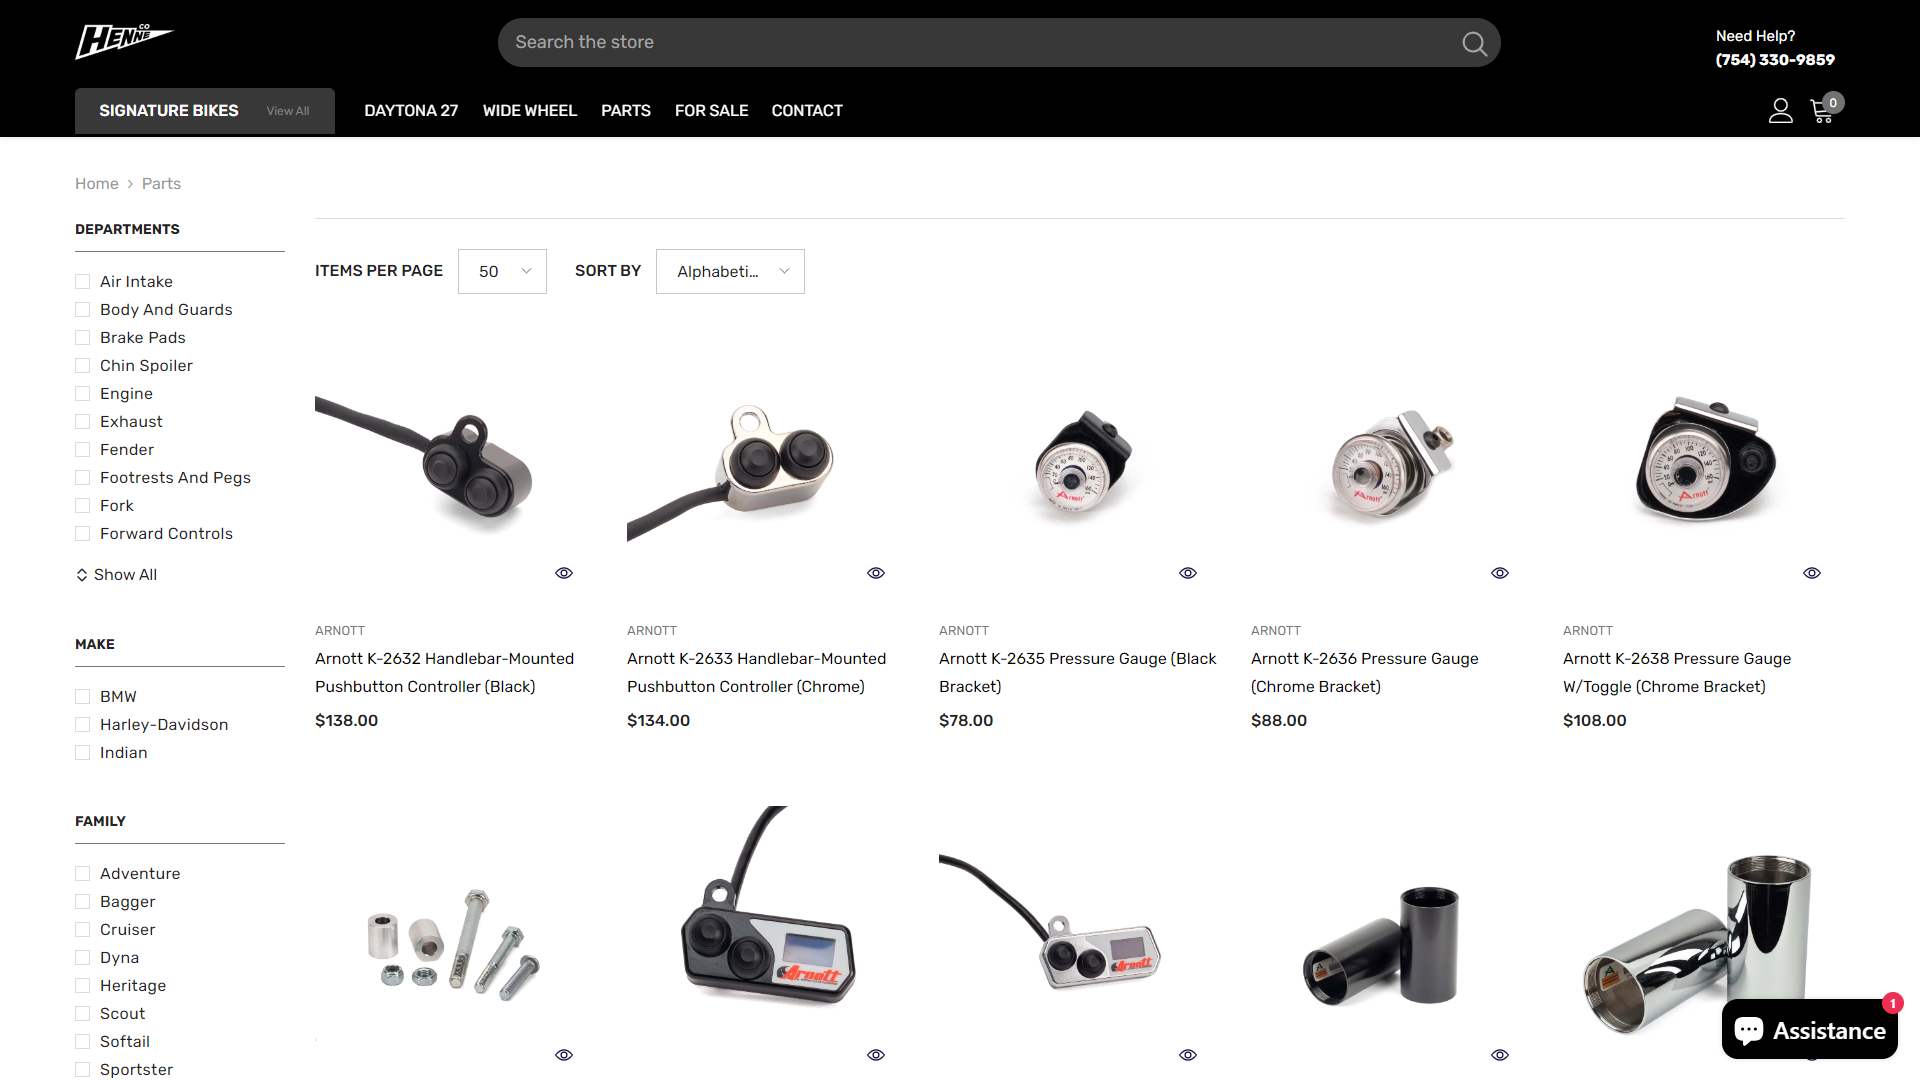 HENNE CO
Search the store
Need Help?
(754) 330-9859
SIGNATURE BIKES View All
DAYTONA 27 WIDE WHEEL PARTS FOR SALE CONTACT
0
Home › Parts
DEPARTMENTS
Air Intake
Body And Guards
Brake Pads
Chin Spoiler
Engine
Exhaust
Fender
Footrests And Pegs
Fork
Forward Controls
Show All
MAKE
BMW
Harley-Davidson
Indian
FAMILY
Adventure
Bagger
Cruiser
Dyna
Heritage
Scout
Softail
Sportster
ITEMS PER PAGE 50 SORT BY Alphabeti...
ARNOTT
Arnott K-2632 Handlebar-Mounted
Pushbutton Controller (Black)
$138.00
ARNOTT
Arnott K-2633 Handlebar-Mounted
Pushbutton Controller (Chrome)
$134.00
Arnott
ARNOTT
Arnott K-2635 Pressure Gauge (Black
Bracket)
$78.00
Arnott
ARNOTT
Arnott K-2636 Pressure Gauge
(Chrome Bracket)
$88.00
Arnott
ARNOTT
Arnott K-2638 Pressure Gauge
W/Toggle (Chrome Bracket)
$108.00
Arnott
Arnott
1
Assistance